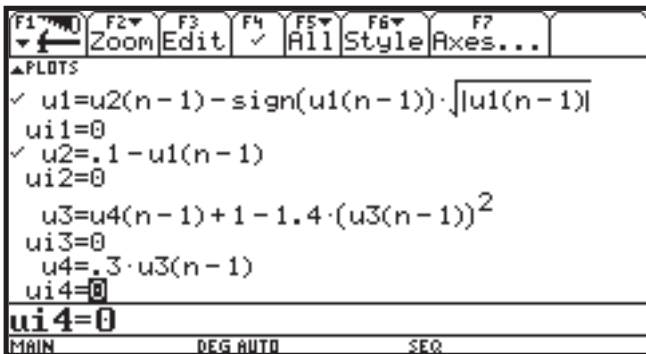 F1 F2 F3 F4 F5 F6 F7
Zoom Edit ✓ All Style Axes...
PLOTS
✓ u1=u2(n-1)-sign(u1(n-1))·√|u1(n-1)|
ui1=0
✓ u2=.1-u1(n-1)
ui2=0
u3=u4(n-1)+1-1.4·(u3(n-1))²
ui3=0
u4=.3·u3(n-1)
ui4=0
ui4=0
MAIN DEG AUTO SEQ